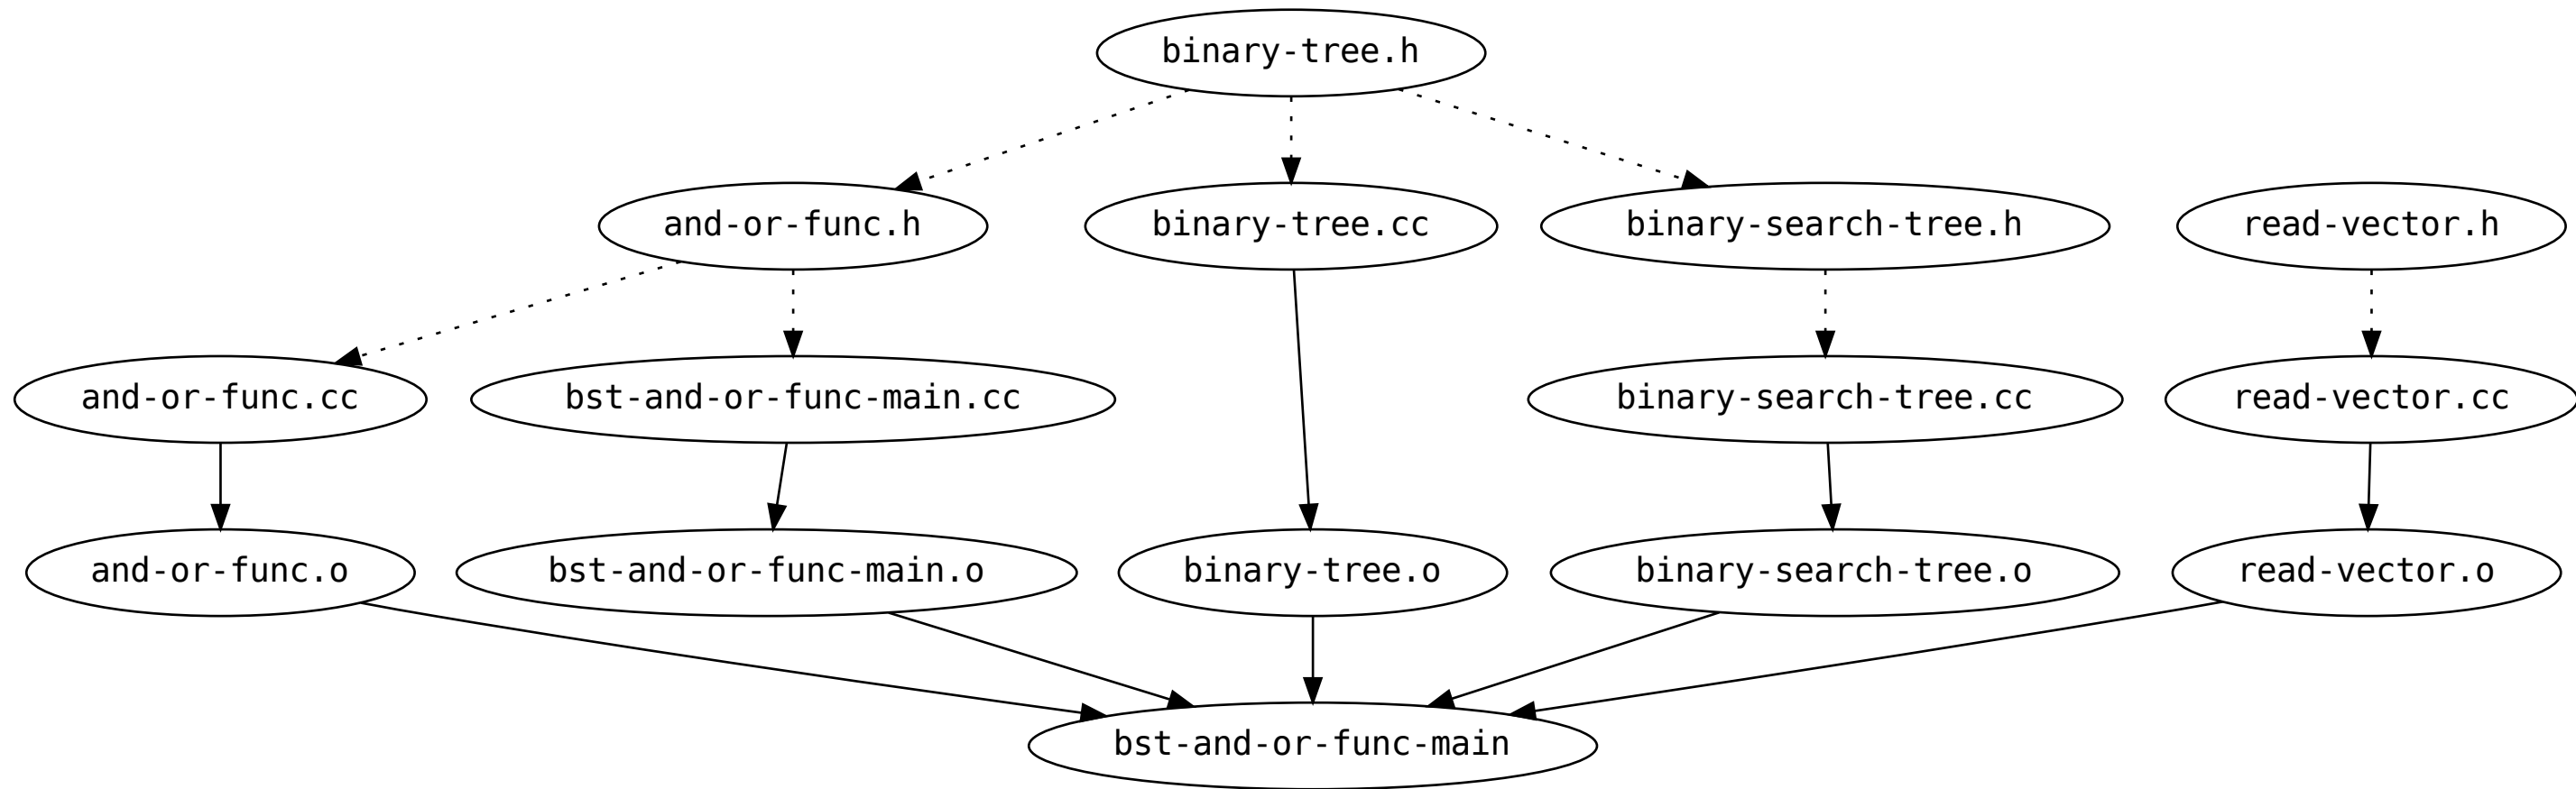 binary-tree.h
and-or-func.h
binary-tree.cc
binary-search-tree.h
read-vector.h
and-or-func.cc
bst-and-or-func-main.cc
binary-search-tree.cc
read-vector.cc
and-or-func.o
bst-and-or-func-main.o
binary-tree.o
binary-search-tree.o
read-vector.o
bst-and-or-func-main